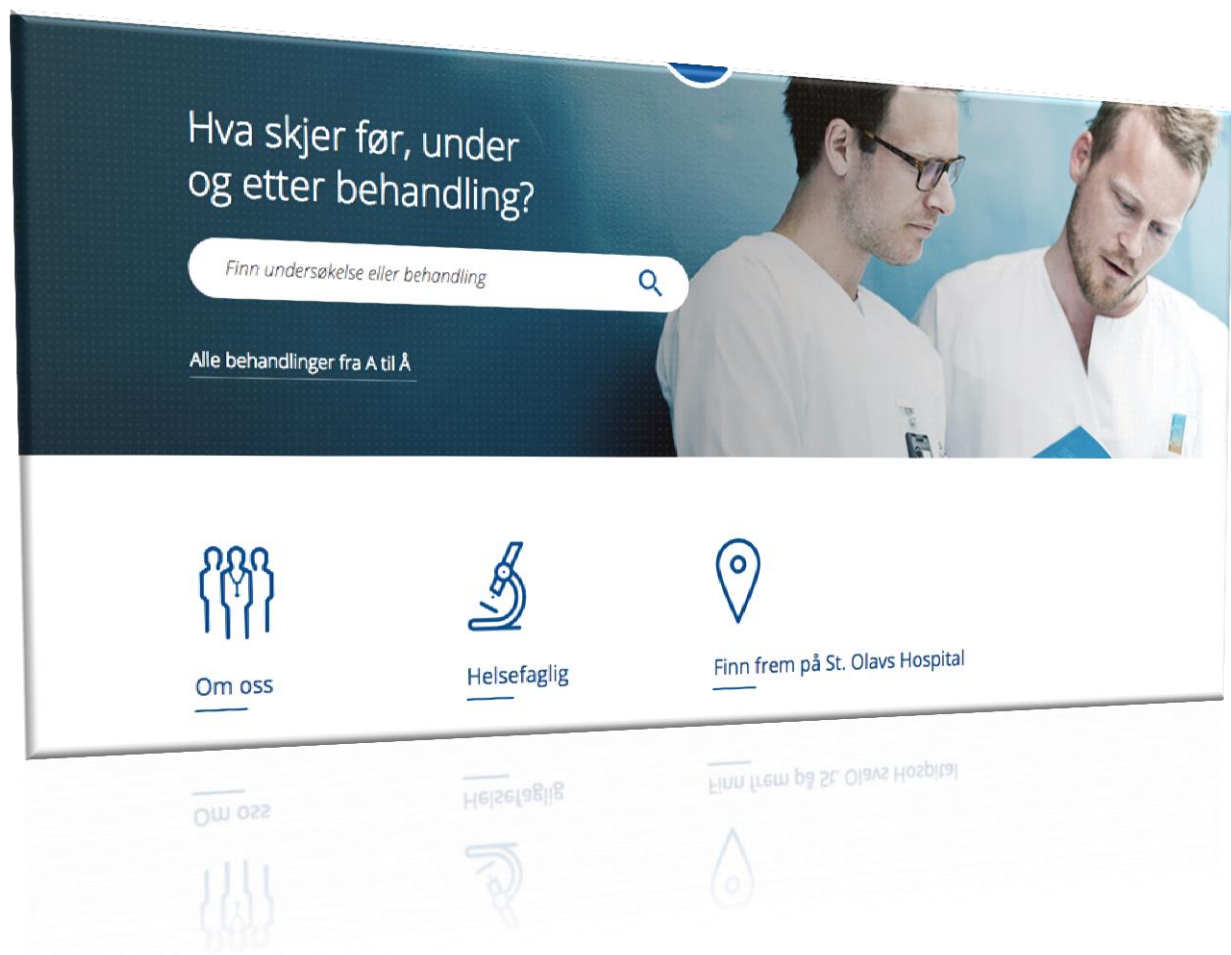 Hva skjer før, under
og etter behandling?
Finn undersøkelse eller behandling
Alle behandlinger fra A til Å
Om oss
Helsefaglig
Finn frem på St. Olavs Hospital